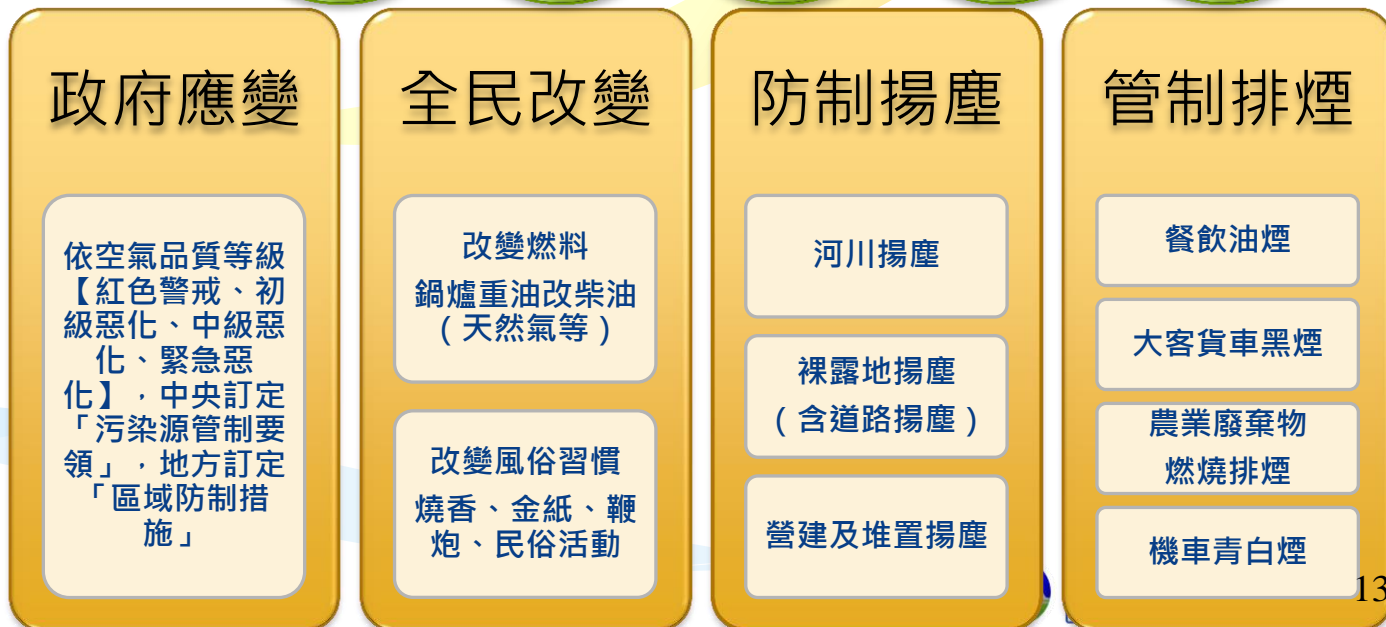 政府應變
依空氣品質等級
【紅色警戒、初
級惡化、中級惡
化、緊急惡
化】，中央訂定
「污染源管制要
領」，地方訂定
「區域防制措
施」
全民改變
改變燃料
鍋爐重油改柴油
（天然氣等）
改變風俗習慣
燒香、金紙、鞭
炮、民俗活動
防制揚塵
河川揚塵
裸露地揚塵
（含道路揚塵）
營建及堆置揚塵
管制排煙
餐飲油煙
大客貨車黑煙
農業廢棄物
燃燒排煙
機車青白煙
13